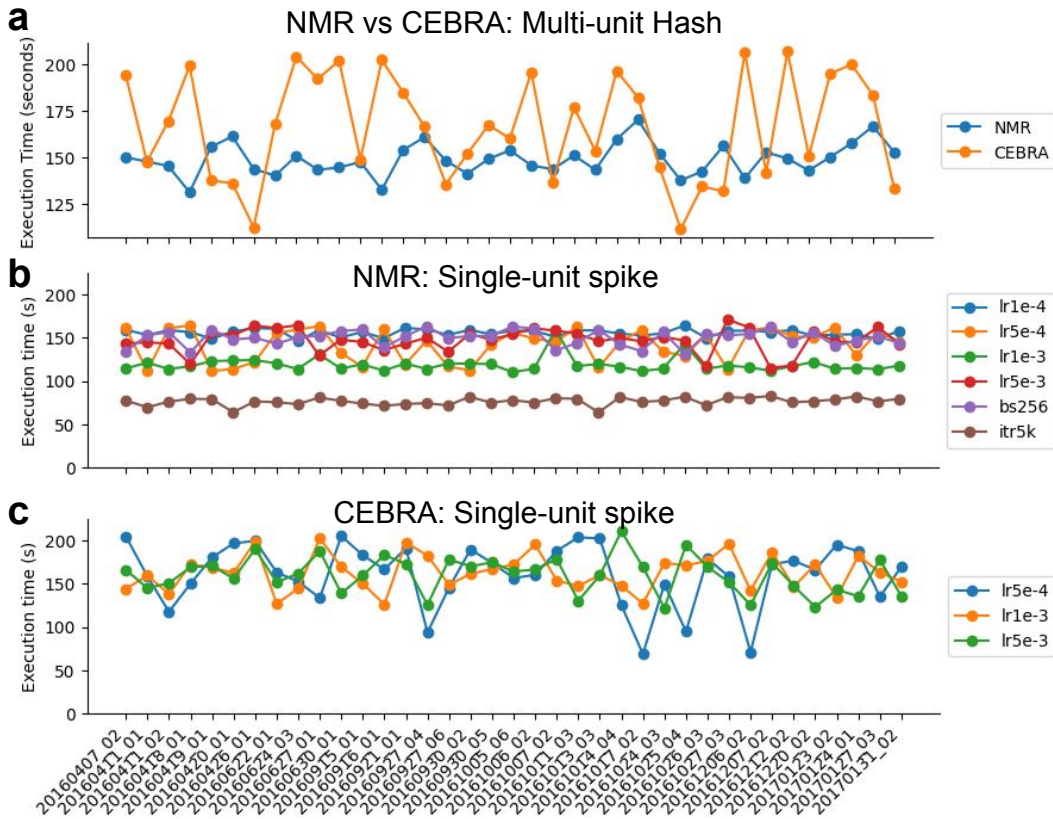 a
NMR vs CEBRA: Multi-unit Hash
Execution Time (seconds)
200
175
150
125
NMR
CEBRA
b
NMR: Single-unit spike
Execution time (s)
200
150
100
50
0
lr1e-4
lr5e-4
lr1e-3
lr5e-3
bs256
itr5k
c
CEBRA: Single-unit spike
Execution time (s)
200
150
100
50
0
lr5e-4
lr1e-3
lr5e-3
20160407_02
20160411_01
20160411_02
20160418_01
20160419_01
20160420_01
20160426_01
20160622_01
20160624_03
20160627_01
20160630_01
20160915_01
20160916_01
20160921_01
20160927_04
20160927_06
20160930_02
20160930_05
20161005_06
20161006_02
20161007_02
20161011_03
20161013_03
20161014_04
20161017_02
20161024_03
20161025_04
20161026_03
20161027_03
20161206_02
20161207_02
20161212_02
20161220_02
20170123_02
20170124_01
20170127_03
20170131_02